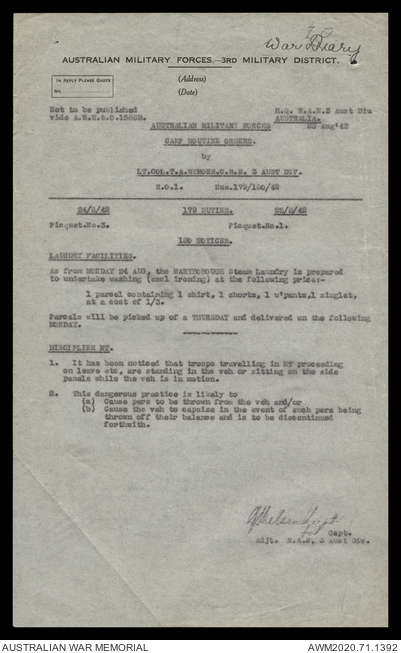 War Diary
AUSTRALIAN MILITARY FORCES.—3RD MILITARY DISTRICT.
IN REPLY PLEASE QUOTE
No.
(Address)
(Date)
Not to be published
vide A.M.R.& O.1586B.
H.Q. R.A.E.3 Aust Div
AUSTRALIA.
23 Aug'42
AUSTRALIAN MILITARY FORCES
CAMP ROUTINE ORDERS.
by
LT.COL.T.A. C.R.E. 3 AUST DIV.
R.O.1. Nos.179/180/42
24/8/42 179 DUTIES. 25/8/42
Picquet.No.3. Picquet.No.1.
180 NOTICES.
LAUNDRY FACILITIES.
As from MONDAY 24 AUG, the MARYBOROUGH Steam Laundry is prepared
to undertake washing (excl ironing) at the following price:-
1 parcel containing 1 shirt, 1 shorts, 1 u'pants,1 singlet,
at a cost of 1/3.
Parcels will be picked up of a THURSDAY and delivered on the following
MONDAY.
DISCIPLINE MT.
1. It has been noticed that troops travelling in MT proceeding
on leave etc, are standing in the veh or sitting on the side
panels while the veh is in motion.
2. This dangerous practice is likely to
(a) Cause pers to be thrown from the veh and/or
(b) Cause the veh to capsize in the event of such pers being
thrown off their balance and is to be discontinued
forthwith.
Capt.
Adjt. R.A.E. 3 Aust Div.
AUSTRALIAN WAR MEMORIAL
AWM2020.71.1392